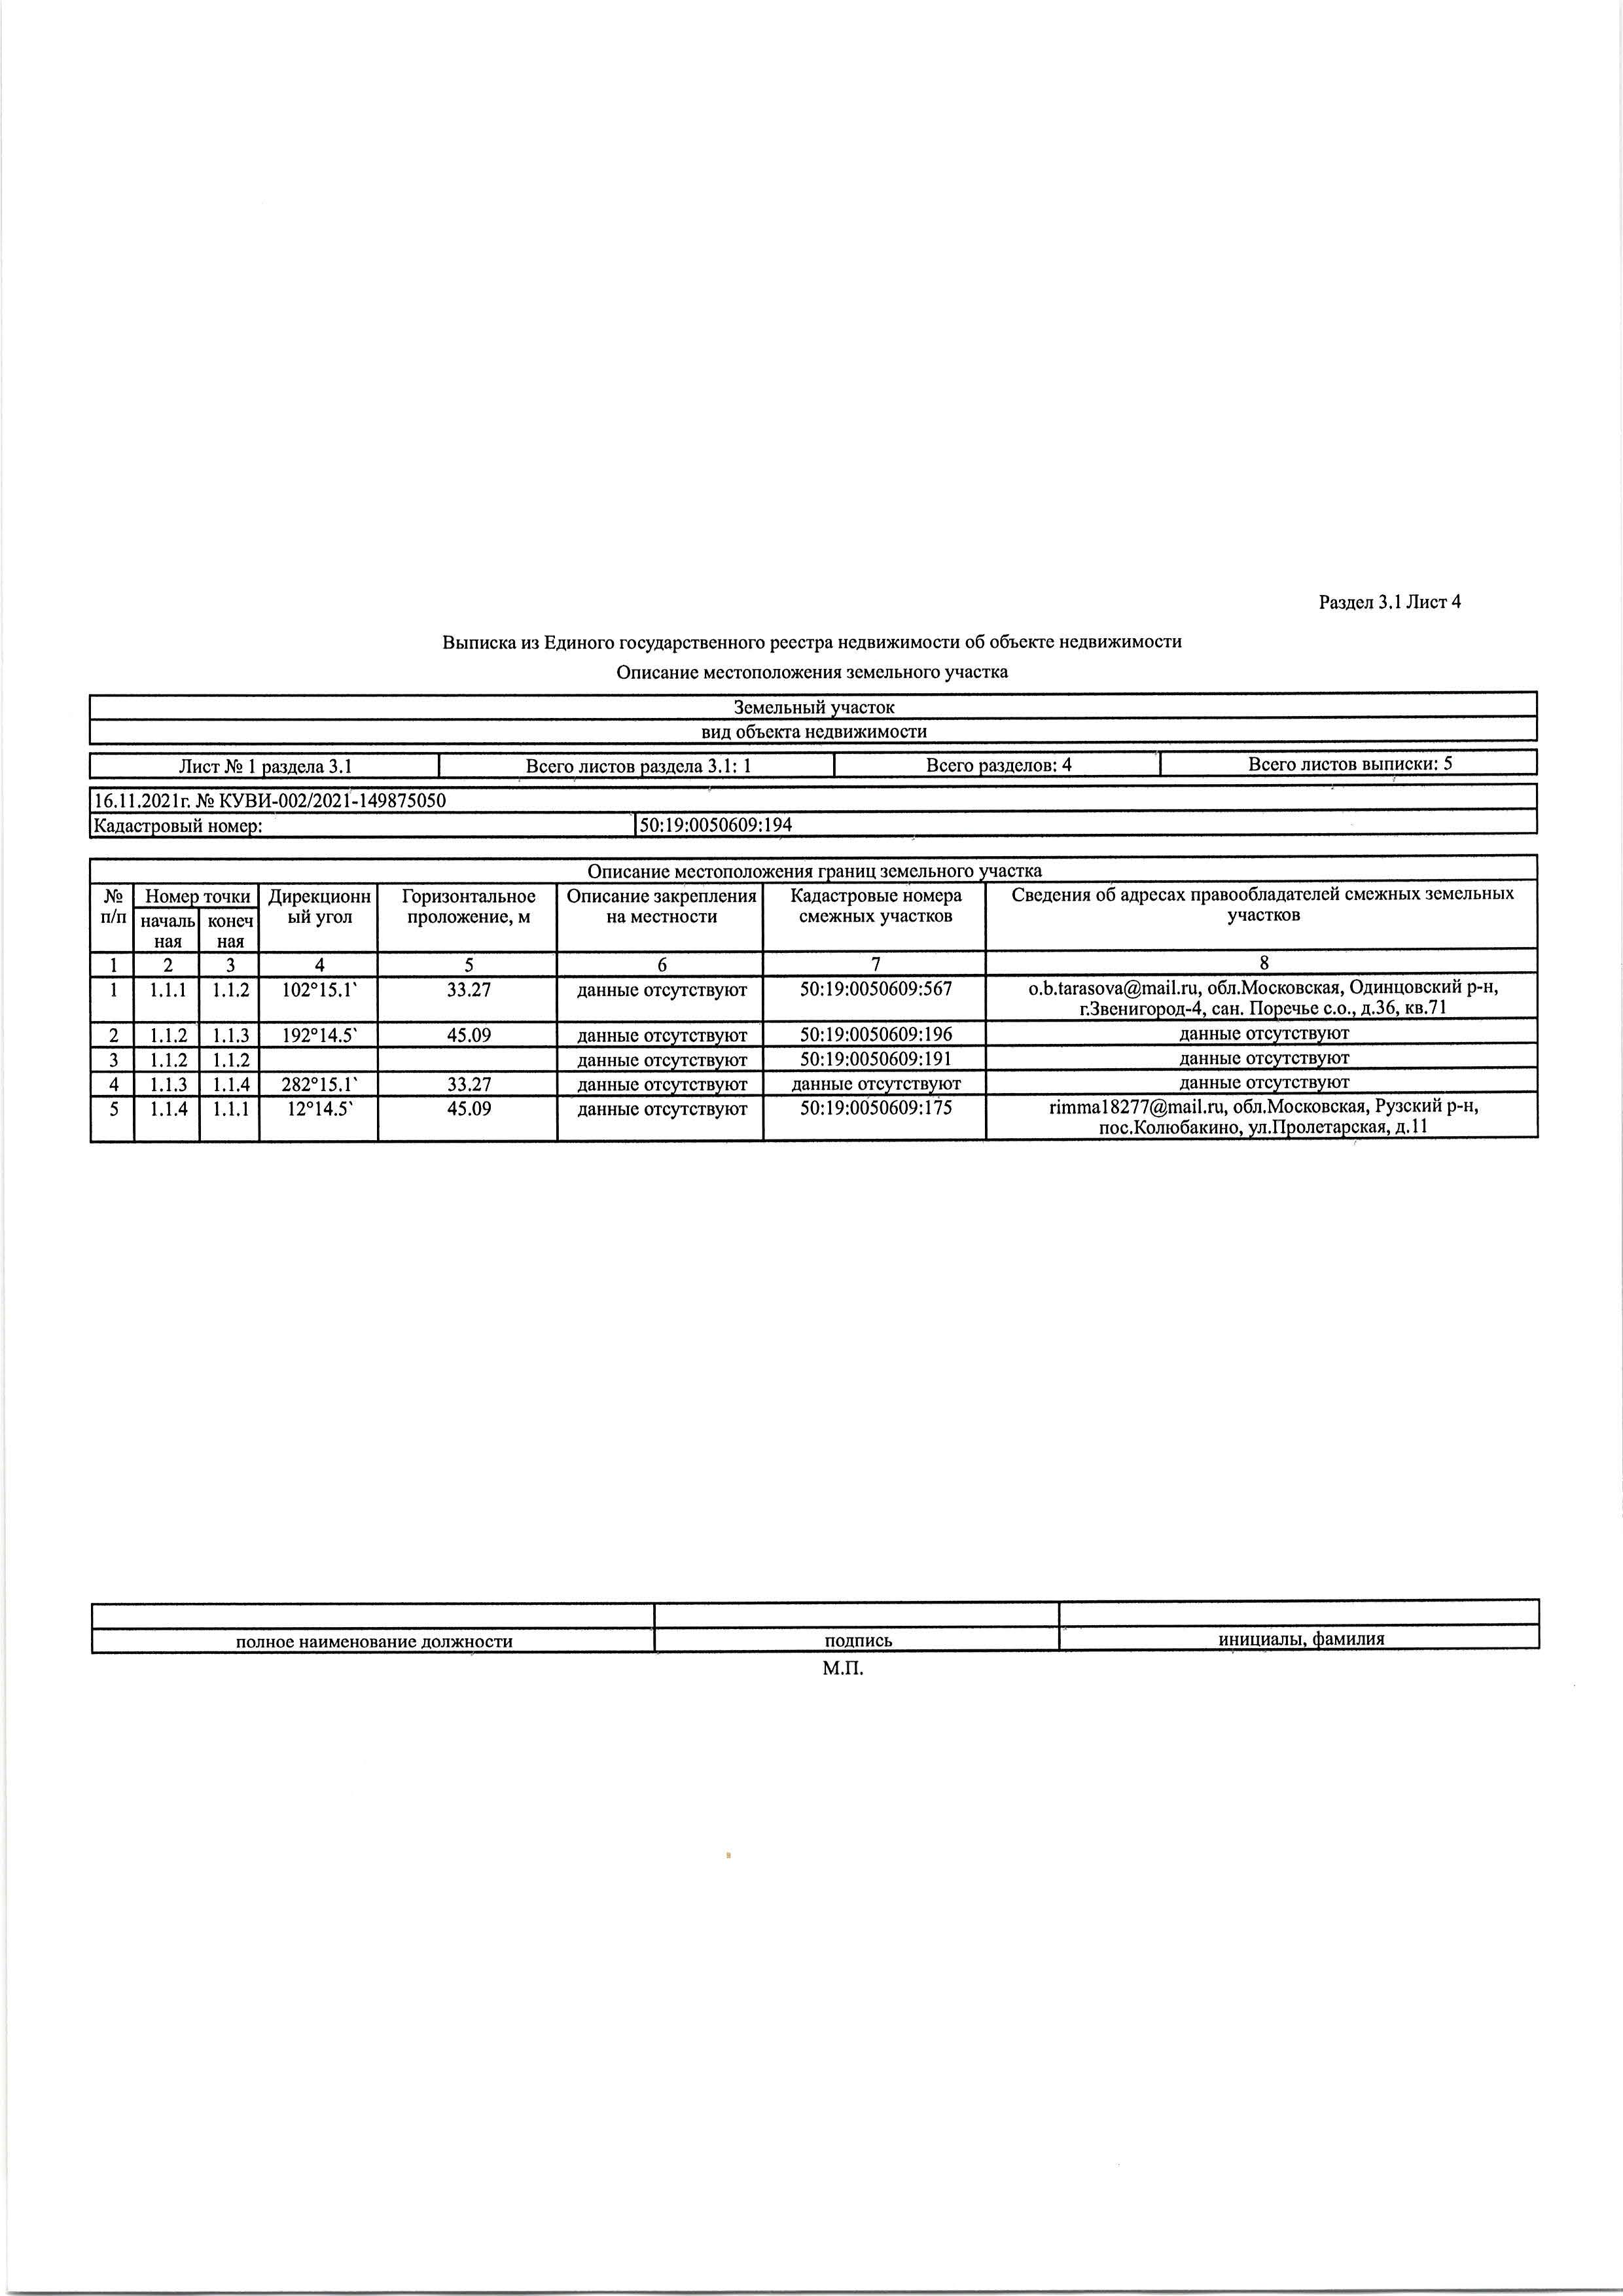 Раздел 3.1 Лист 4
Выписка из Единого государственного реестра недвижимости об объекте недвижимости
Описание местоположения земельного участка
Земельный участок
вид объекта недвижимости
Лист № 1 раздела 3.1 Всего листов раздела 3.1: 1 Всего разделов: 4 Всего листов выписки: 5
16.11.2021г. № КУВИ-002/2021-149875050
Кадастровый номер: 50:19:0050609:194
Описание местоположения границ земельного участка
№ Номер точки Дирекционн Горизонтальное Описание закрепления Кадастровые номера Сведения об адресах правообладателей смежных земельных
п/п началь конеч ый угол проложение, м на местности смежных участков участков
ная ная
1 2 3 4 5 6 7 8
1 1.1.1 1.1.2 102°15.1` 33.27 данные отсутствуют 50:19:0050609:567 o.b.tarasova@mail.ru, обл.Московская, Одинцовский р-н,
г.Звенигород-4, сан. Поречье с.о., д.36, кв.71
2 1.1.2 1.1.3 192°14.5` 45.09 данные отсутствуют 50:19:0050609:196 данные отсутствуют
3 1.1.2 1.1.2 данные отсутствуют 50:19:0050609:191 данные отсутствуют
4 1.1.3 1.1.4 282°15.1` 33.27 данные отсутствуют данные отсутствуют данные отсутствуют
5 1.1.4 1.1.1 12°14.5` 45.09 данные отсутствуют 50:19:0050609:175 rimma18277@mail.ru, обл.Московская, Рузский р-н,
пос.Колюбакино, ул.Пролетарская, д.11
полное наименование должности подпись инициалы, фамилия
М.П.